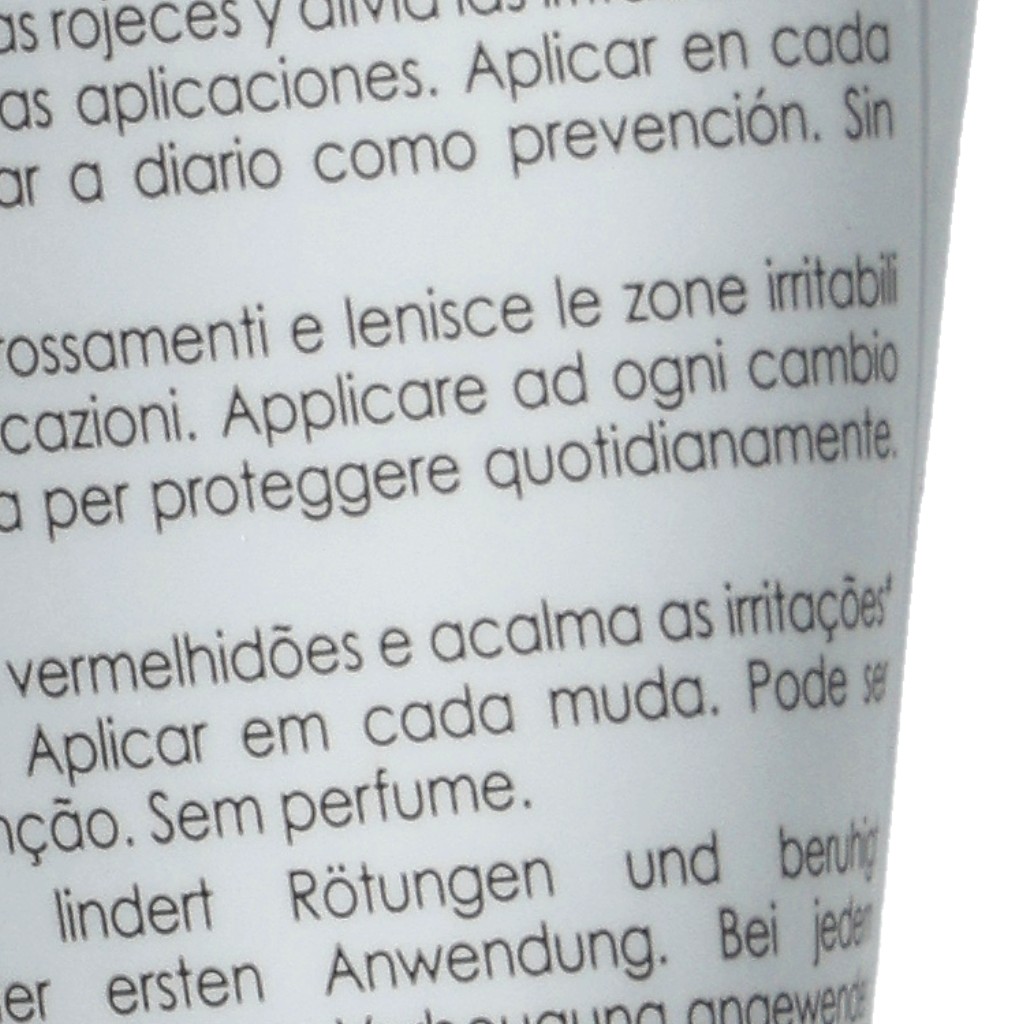 as rojeces y alivia las
as aplicaciones. Aplicar en cada
ar a diario como prevención. Sin
rossamenti e lenisce le zone irritabili
cazioni. Applicare ad ogni cambio
a per proteggere quotidianamente.
vermelhidões e acalma as irritações
Aplicar em cada muda. Pode ser
nção. Sem perfume.
lindert Rötungen und beruhigt
er ersten Anwendung. Bei jedem
angewende